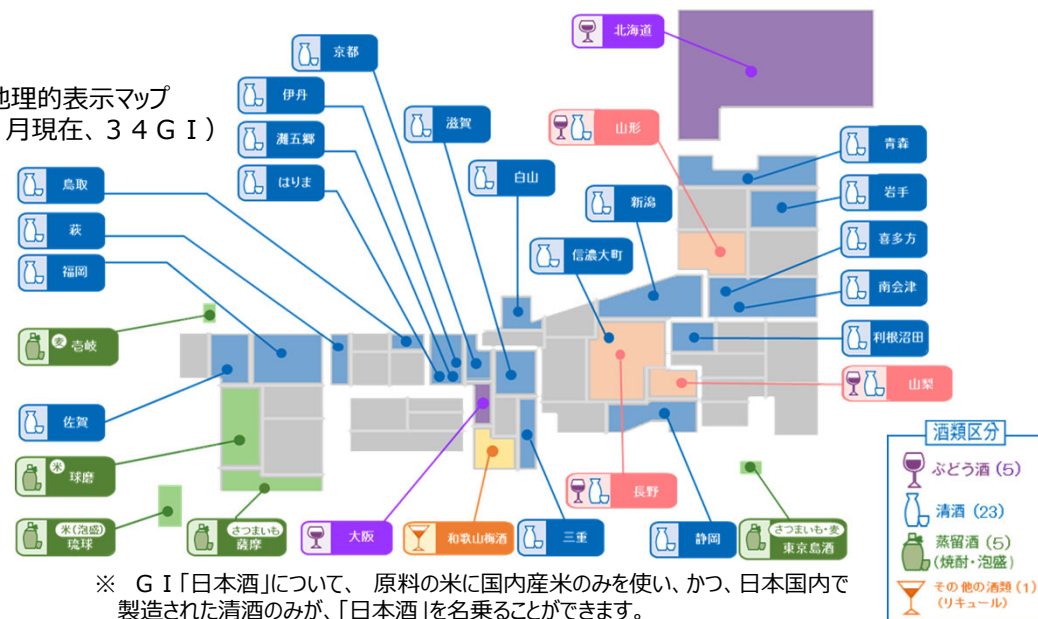 地理的表示マップ
月現在、34GI)
京都
北海道
伊丹
灘五郷
はりま
滋賀
山形
青森
鳥取
白山
岩手
萩
新潟
喜多方
福岡
信濃大町
南会津
麦 壱岐
利根沼田
山梨
佐賀
米 球磨
長野
米(泡盛)
琉球
さつまいも
薩摩
大阪
和歌山梅酒
三重
静岡
さつまいも・麦
東京島酒
酒類区分
ぶどう酒 (5)
清酒 (23)
蒸留酒 (5)
(焼酎・泡盛)
その他の酒類 (1)
(リキュール)
※ GI「日本酒」について、 原料の米に国内産米のみを使い、かつ、日本国内で
製造された清酒のみが、「日本酒」を名乗ることができます。